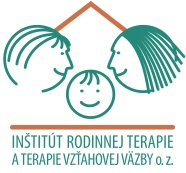 INŠTITÚT RODINNEJ TERAPIE
A TERAPIE VZŤAHOVEJ VÄZBY o. z.